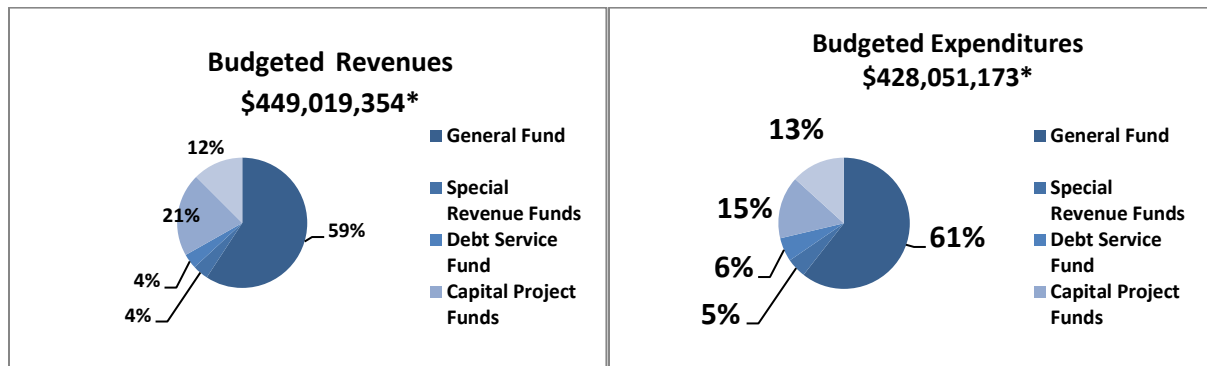 Budgeted Revenues
$449,019,354*
12%
21%
4%
4%
59%
General Fund
Special
Revenue Funds
Debt Service
Fund
Capital Project
Funds
Budgeted Expenditures
$428,051,173*
13%
15%
6%
5%
61%
General Fund
Special
Revenue Funds
Debt Service
Fund
Capital Project
Funds